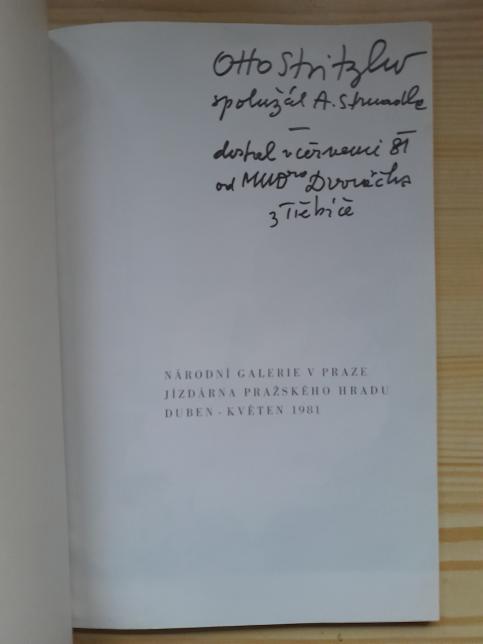 Otto Stritzko
spolužák A. Strnadla
—
dostal v červenci 81
od MUDra Dvořáčka
z Třebíče
NÁRODNÍ GALERIE V PRAZE
JÍZDÁRNA PRAŽSKÉHO HRADU
DUBEN - KVĚTEN 1981